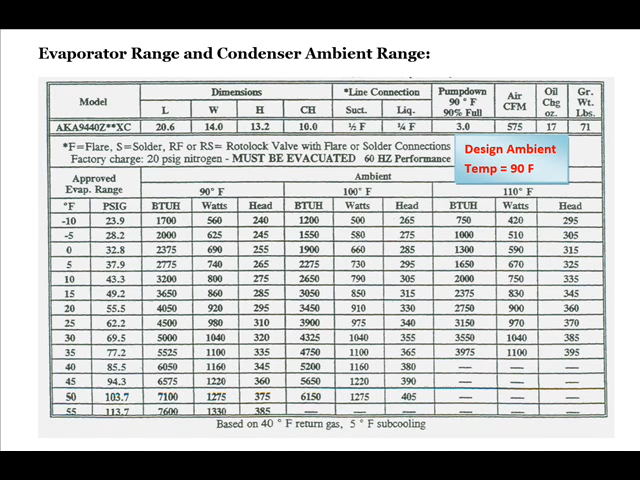 Evaporator Range and Condenser Ambient Range:
Model Dimensions *Line Connection Pumpdown 90 ° F 90% Full Air CFM Oil Chg oz. Gr. Wt. Lbs.
L W H CH Suct. Liq.
AKA9440Z**XC 20.6 14.0 13.2 10.0 ½ F ¼ F 3.0 575 17 71
*F=Flare, S=Solder, RF or RS= Rotolock Valve with Flare or Solder Connections
Factory charge: 20 psig nitrogen - MUST BE EVACUATED 60 HZ Performance
Design Ambient
Temp = 90 F
Approved Evap. Range Ambient
90° F 100° F 110° F
°F PSIG BTUH Watts Head BTUH Watts Head BTUH Watts Head
-10 23.9 1700 560 240 1200 500 265 750 420 295
-5 28.2 2000 625 245 1550 580 275 1000 510 305
0 32.8 2375 690 255 1900 660 285 1300 590 315
5 37.9 2775 740 265 2275 730 295 1650 670 325
10 43.3 3200 800 275 2650 790 305 2000 750 335
15 49.2 3650 860 285 3050 850 315 2375 830 345
20 55.5 4050 920 295 3450 910 330 2750 900 360
25 62.2 4500 980 310 3900 975 340 3150 970 370
30 69.5 5000 1040 320 4325 1040 355 3550 1040 385
35 77.2 5525 1100 335 4750 1100 365 3975 1100 395
40 85.5 6050 1160 345 5200 1160 380 — — —
45 94.3 6575 1220 360 5650 1220 390 — — —
50 103.7 7100 1275 375 6150 1275 405 — — —
55 113.7 7600 1330 385 — — — — — —
Based on 40 ° F return gas, 5 ° F subcooling